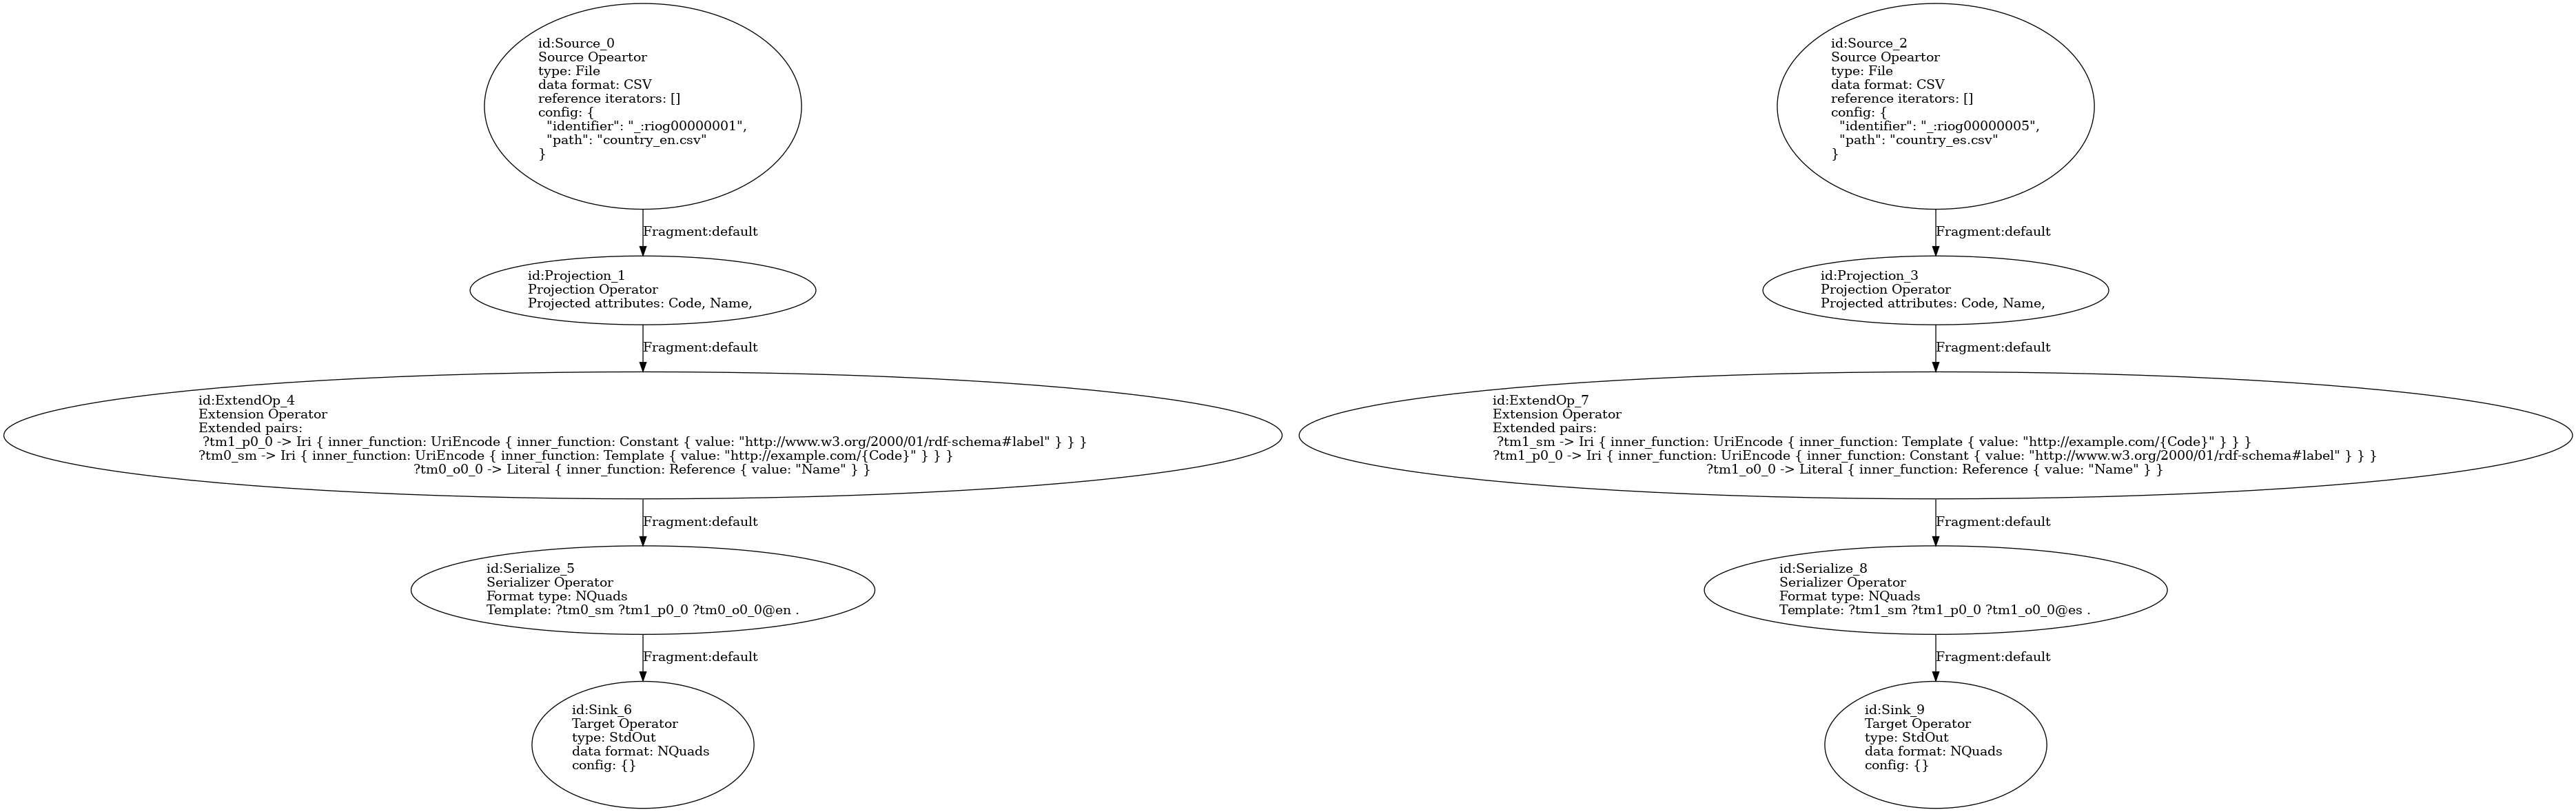 id:Source_0
Source Opeartor
type: File
data format: CSV
reference iterators: []
config: {
  "identifier": "_:riog00000001",
  "path": "country_en.csv"
}
Fragment:default
id:Projection_1
Projection Operator
Projected attributes: Code, Name,
Fragment:default
id:ExtendOp_4
Extension Operator
Extended pairs:
 ?tm1_p0_0 -> Iri { inner_function: UriEncode { inner_function: Constant { value: "http://www.w3.org/2000/01/rdf-schema#label" } } }
?tm0_sm -> Iri { inner_function: UriEncode { inner_function: Template { value: "http://example.com/{Code}" } } }
?tm0_o0_0 -> Literal { inner_function: Reference { value: "Name" } }
Fragment:default
id:Serialize_5
Serializer Operator
Format type: NQuads
Template: ?tm0_sm ?tm1_p0_0 ?tm0_o0_0@en .
Fragment:default
id:Sink_6
Target Operator
type: StdOut
data format: NQuads
config: {}
id:Source_2
Source Opeartor
type: File
data format: CSV
reference iterators: []
config: {
  "identifier": "_:riog00000005",
  "path": "country_es.csv"
}
Fragment:default
id:Projection_3
Projection Operator
Projected attributes: Code, Name,
Fragment:default
id:ExtendOp_7
Extension Operator
Extended pairs:
 ?tm1_sm -> Iri { inner_function: UriEncode { inner_function: Template { value: "http://example.com/{Code}" } } }
?tm1_p0_0 -> Iri { inner_function: UriEncode { inner_function: Constant { value: "http://www.w3.org/2000/01/rdf-schema#label" } } }
?tm1_o0_0 -> Literal { inner_function: Reference { value: "Name" } }
Fragment:default
id:Serialize_8
Serializer Operator
Format type: NQuads
Template: ?tm1_sm ?tm1_p0_0 ?tm1_o0_0@es .
Fragment:default
id:Sink_9
Target Operator
type: StdOut
data format: NQuads
config: {}